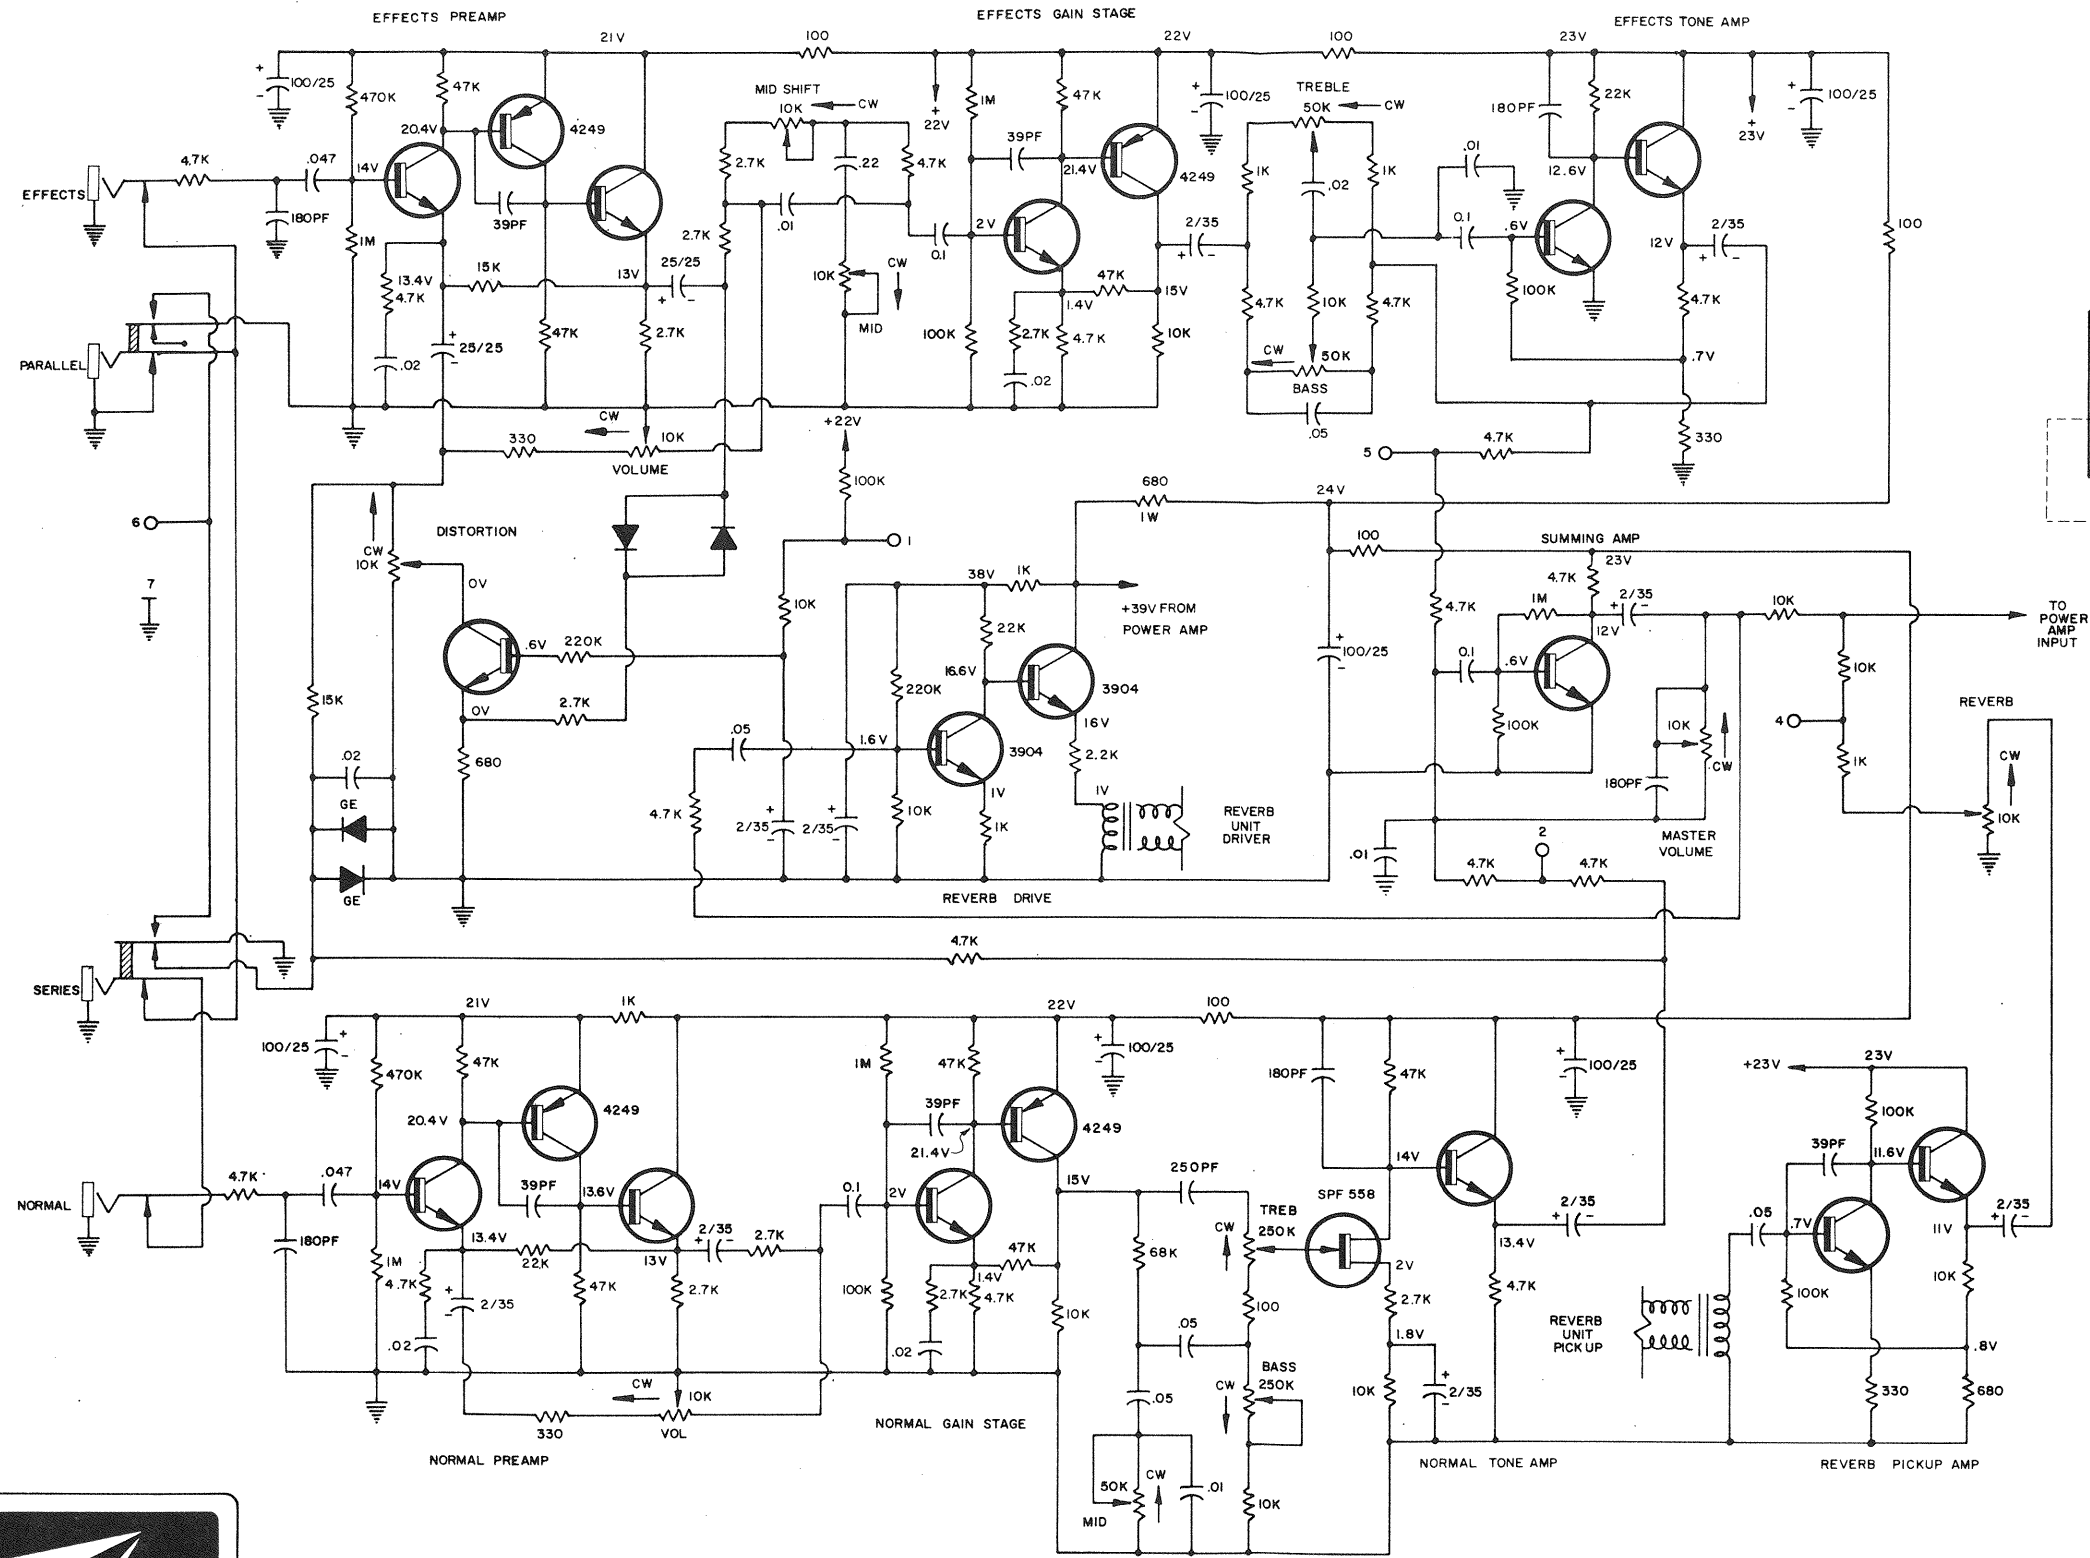 EFFECTS PREAMP
EFFECTS GAIN STAGE
EFFECTS TONE AMP
21V
100
22V
100
23V
+
100/25
-
470K
47K
20.4V
4249
MID SHIFT
10K
CW
+
22V
1M
47K
39PF
21.4V
4249
+
100/25
-
TREBLE
50K
CW
180PF
22K
12.6V
+
23V
+
100/25
-
EFFECTS
4.7K
.047
14V
180PF
39PF
1M
2.7K
.22
4.7K
.01
2.7K
0.1
2V
1K
.02
1K
.01
0.1
.6V
12V
2/35
+
-
100
13.4V
4.7K
15K
13V
25/25
+
-
10K
CW
MID
100K
2.7K
1.4V
4.7K
47K
15V
10K
2/35
+
-
4.7K
10K
4.7K
100K
4.7K
.7V
PARALLEL
.02
+
25/25
-
47K
2.7K
.02
CW
50K
BASS
.05
CW
330
10K
VOLUME
+22V
100K
5
4.7K
330
6
7
CW
10K
DISTORTION
0V
1
680
1W
24V
100
SUMMING AMP
23V
4.7K
38V
1K
+39V FROM
POWER AMP
10K
22K
4.7K
1M
2/35
+
-
12V
10K
TO
POWER
AMP
INPUT
.6V
220K
220K
16.6V
3904
+
100/25
-
0.1
.6V
10K
15K
0V
2.7K
16V
100K
10K
CW
4
REVERB
.05
1.6V
3904
2.2K
180PF
1K
CW
680
.02
GE
4.7K
+
2/35
-
+
2/35
-
10K
1V
1K
1V
REVERB
UNIT
DRIVER
.01
2
MASTER
VOLUME
10K
4.7K
4.7K
GE
REVERB DRIVE
4.7K
SERIES
21V
1K
22V
100
100/25
+
-
470K
47K
20.4V
4249
1M
47K
39PF
21.4V
4249
+
100/25
-
180PF
47K
+
100/25
-
+23V
23V
100K
39PF
11.6V
NORMAL
4.7K
.047
14V
39PF
13.6V
0.1
2V
15V
250PF
TREB
250K
CW
SPF 558
14V
2/35
+
-
.05
.7V
11V
2/35
+
-
180PF
1M
4.7K
13.4V
22K
13V
2/35
+
-
2.7K
68K
2V
13.4V
+
2/35
-
47K
2.7K
100K
2.7K
1.4V
4.7K
47K
10K
100
2.7K
4.7K
REVERB
UNIT
PICKUP
100K
10K
.02
.02
.05
1.8V
.8V
CW
10K
.05
BASS
250K
CW
10K
+
2/35
-
330
680
330
VOL
NORMAL GAIN STAGE
NORMAL PREAMP
50K
CW
.01
10K
MID
NORMAL TONE AMP
REVERB PICKUP AMP